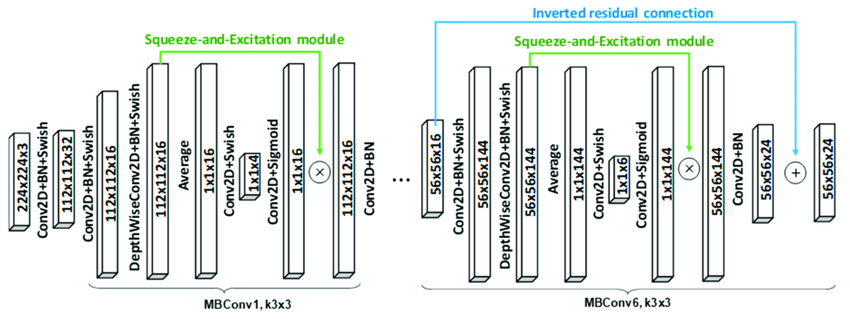 Inverted residual connection
Squeeze-and-Excitation module
Squeeze-and-Excitation module
224x224x3
Conv2D+BN+Swish
112x112x32
Conv2D+BN+Swish
112x112x16
DepthWiseConv2D+BN+Swish
112x112x16
Average
1x1x16
Conv2D+Swish
1x1x4
Conv2D+Sigmoid
1x1x16
×
112x112x16
Conv2D+BN
...
56x56x16
Conv2D+BN+Swish
56x56x144
DepthWiseConv2D+BN+Swish
56x56x144
Average
1x1x144
Conv2D+Swish
1x1x6
Conv2D+Sigmoid
1x1x144
×
56x56x144
Conv2D+BN
56x56x24
+
56x56x24
MBConv1, k3x3
MBConv6, k3x3